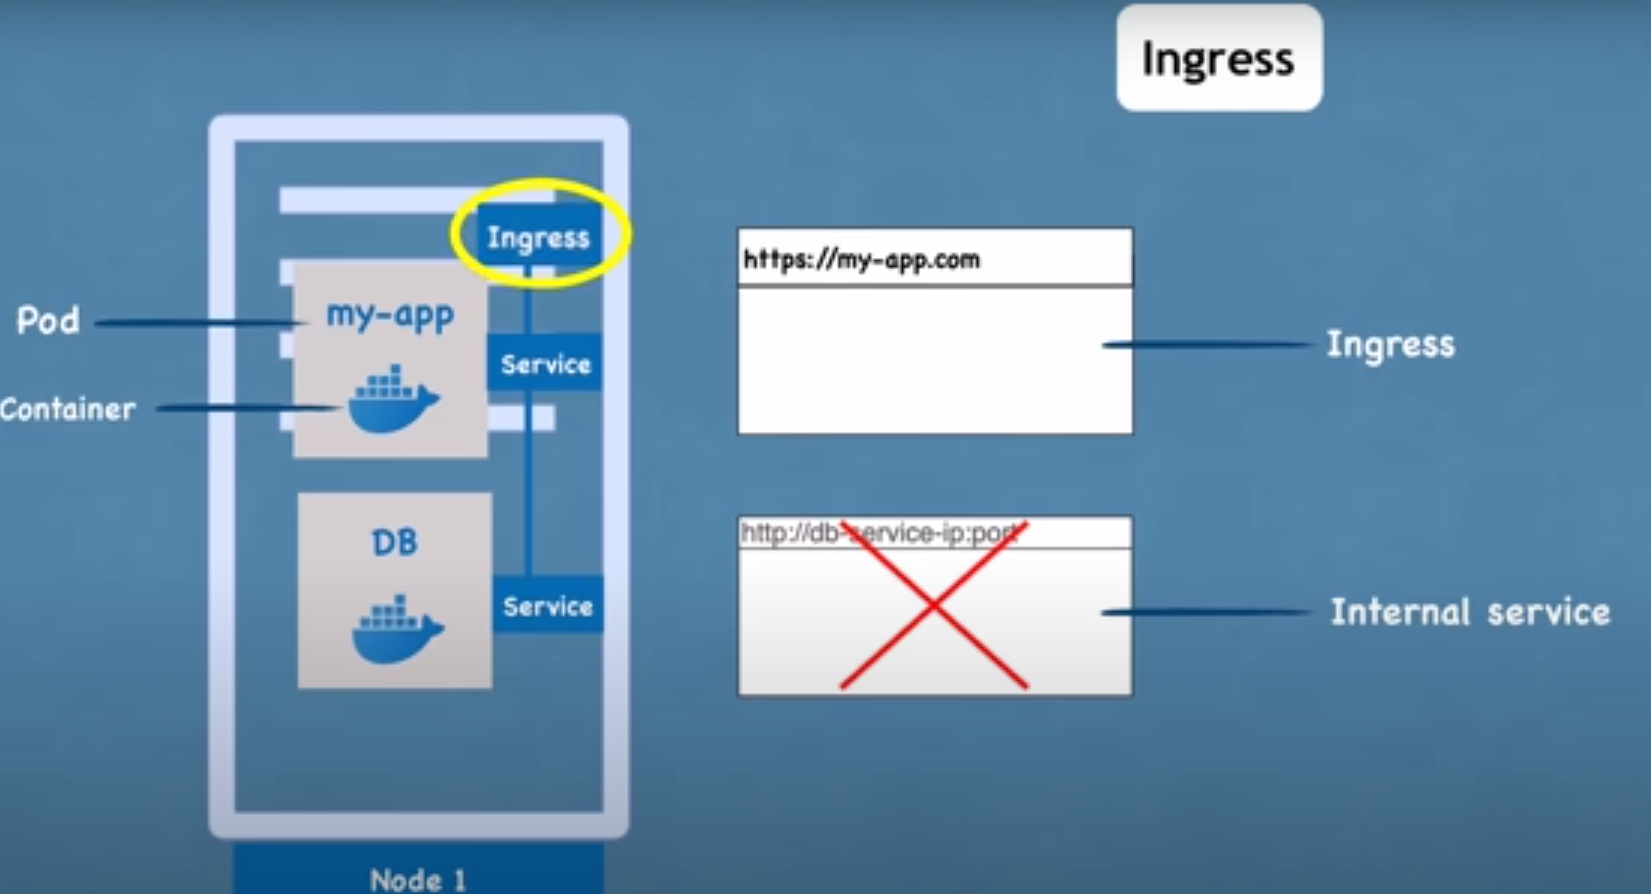 Ingress
Ingress
https://my-app.com
Pod
my-app
Ingress
Service
Container
http://db-service-ip:port
DB
Service
Internal service
Node 1